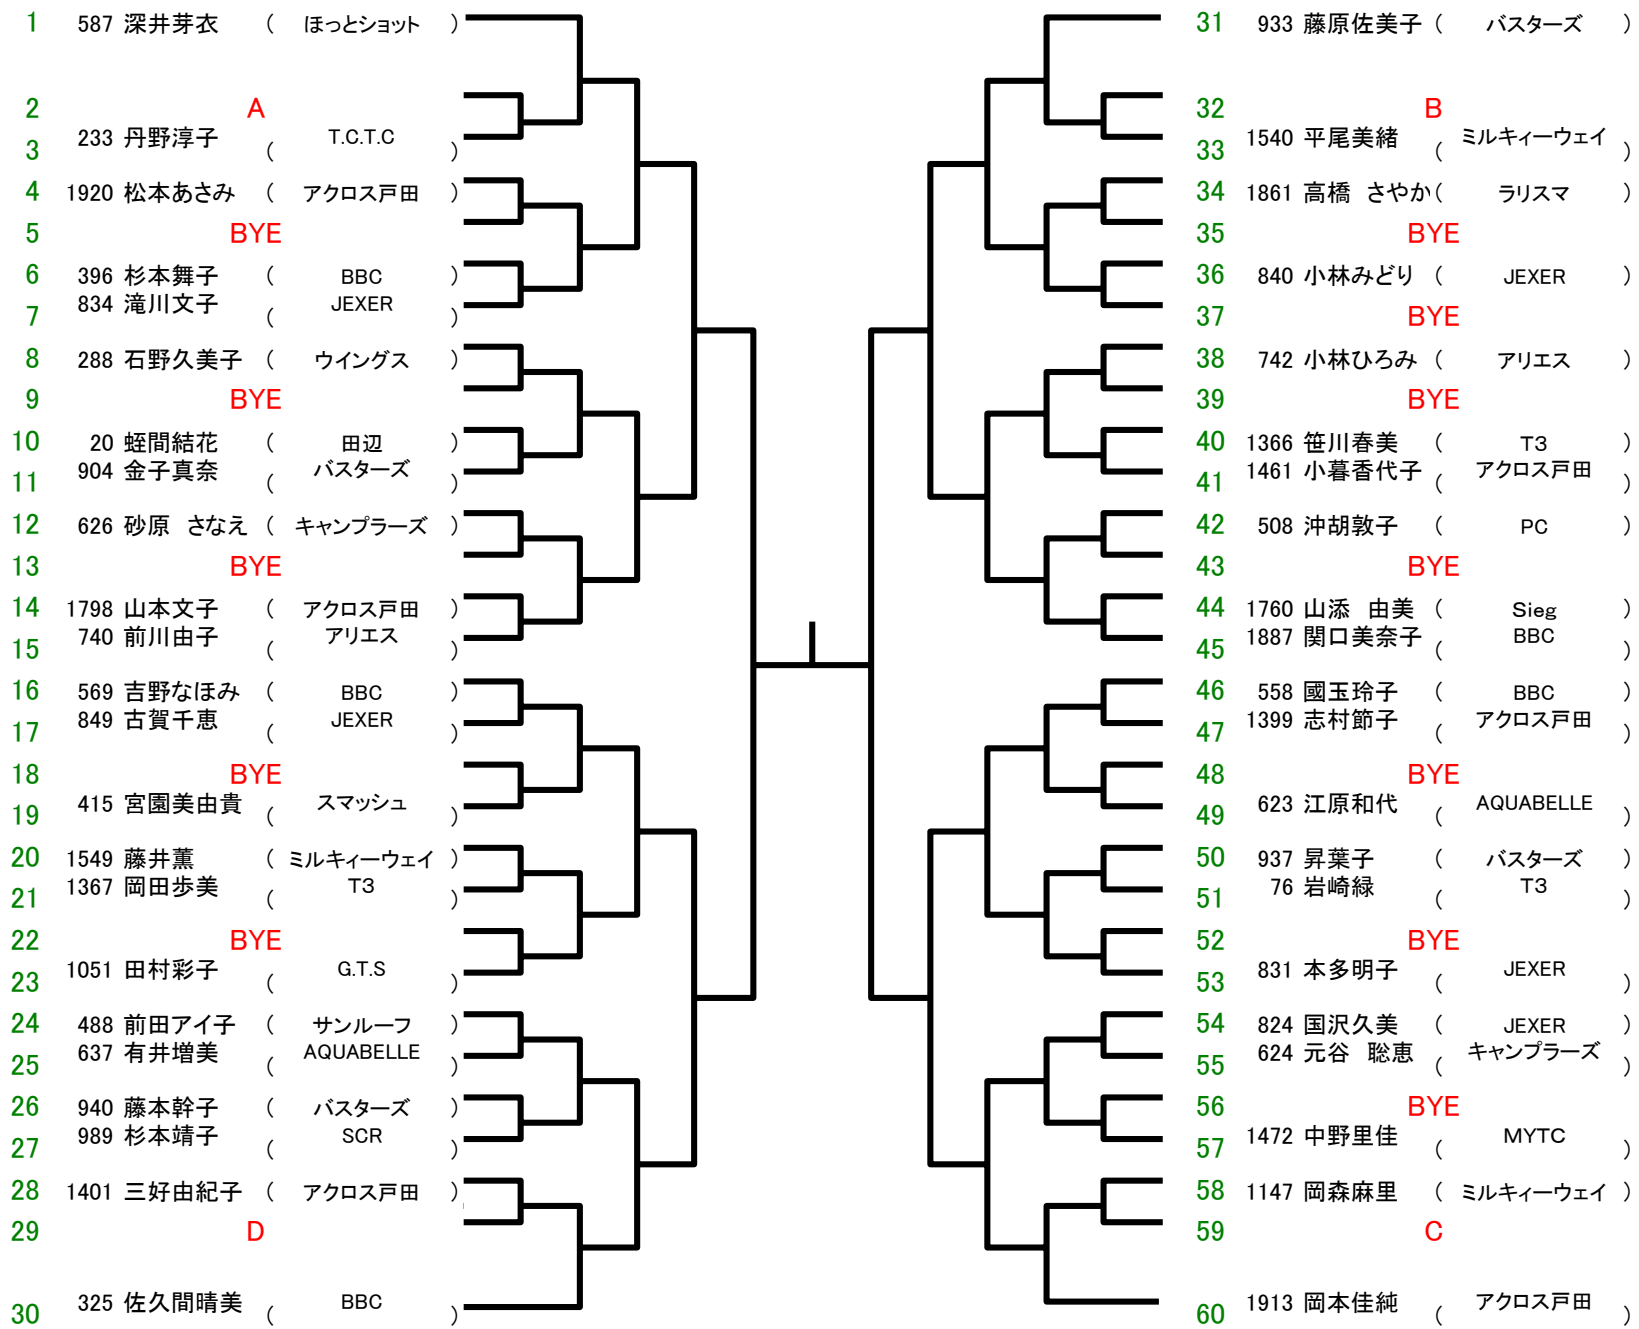 1 587 深井芽衣 ( ほっとショット )
2 A
3 233 丹野淳子 ( T.C.T.C )
4 1920 松本あさみ ( アクロス戸田 )
5 BYE
6 396 杉本舞子 ( BBC )
7 834 滝川文子 ( JEXER )
8 288 石野久美子 ( ウイングス )
9 BYE
10 20 蛭間結花 ( 田辺 )
11 904 金子真奈 ( バスターズ )
12 626 砂原 さなえ ( キャンプラーズ )
13 BYE
14 1798 山本文子 ( アクロス戸田 )
15 740 前川由子 ( アリエス )
16 569 吉野なほみ ( BBC )
17 849 古賀千恵 ( JEXER )
18 BYE
19 415 宮園美由貴 ( スマッシュ )
20 1549 藤井薫 ( ミルキィーウェイ )
21 1367 岡田歩美 ( T3 )
22 BYE
23 1051 田村彩子 ( G.T.S )
24 488 前田アイ子 ( サンルーフ )
25 637 有井増美 ( AQUABELLE )
26 940 藤本幹子 ( バスターズ )
27 989 杉本靖子 ( SCR )
28 1401 三好由紀子 ( アクロス戸田 )
29 D
30 325 佐久間晴美 ( BBC )
31 933 藤原佐美子 ( バスターズ )
32 B
33 1540 平尾美緒 ( ミルキィーウェイ )
34 1861 高橋 さやか ( ラリスマ )
35 BYE
36 840 小林みどり ( JEXER )
37 BYE
38 742 小林ひろみ ( アリエス )
39 BYE
40 1366 笹川春美 ( T3 )
41 1461 小暮香代子 ( アクロス戸田 )
42 508 沖胡敦子 ( PC )
43 BYE
44 1760 山添 由美 ( Sieg )
45 1887 関口美奈子 ( BBC )
46 558 國玉玲子 ( BBC )
47 1399 志村節子 ( アクロス戸田 )
48 BYE
49 623 江原和代 ( AQUABELLE )
50 937 昇葉子 ( バスターズ )
51 76 岩崎緑 ( T3 )
52 BYE
53 831 本多明子 ( JEXER )
54 824 国沢久美 ( JEXER )
55 624 元谷 聡恵 ( キャンプラーズ )
56 BYE
57 1472 中野里佳 ( MYTC )
58 1147 岡森麻里 ( ミルキィーウェイ )
59 C
60 1913 岡本佳純 ( アクロス戸田 )